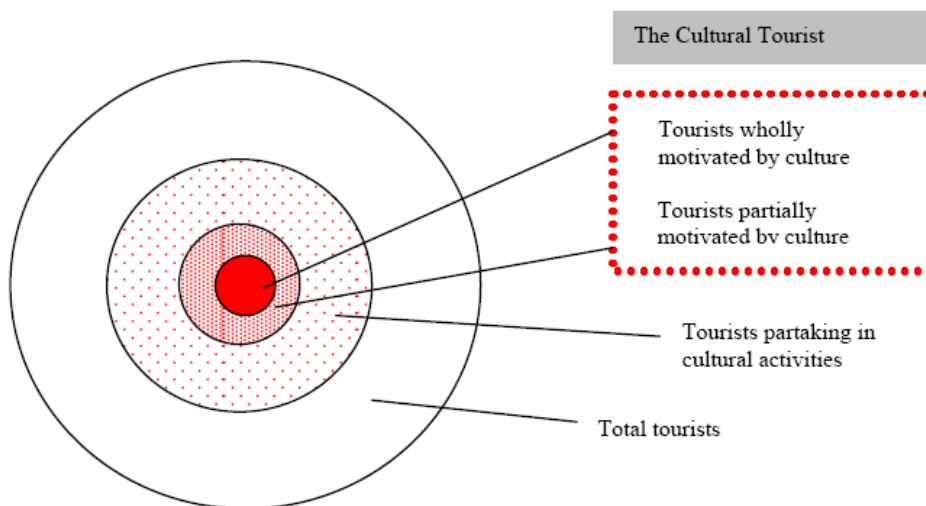 The Cultural Tourist
Tourists wholly
motivated by culture
Tourists partially
motivated by culture
Tourists partaking in
cultural activities
Total tourists